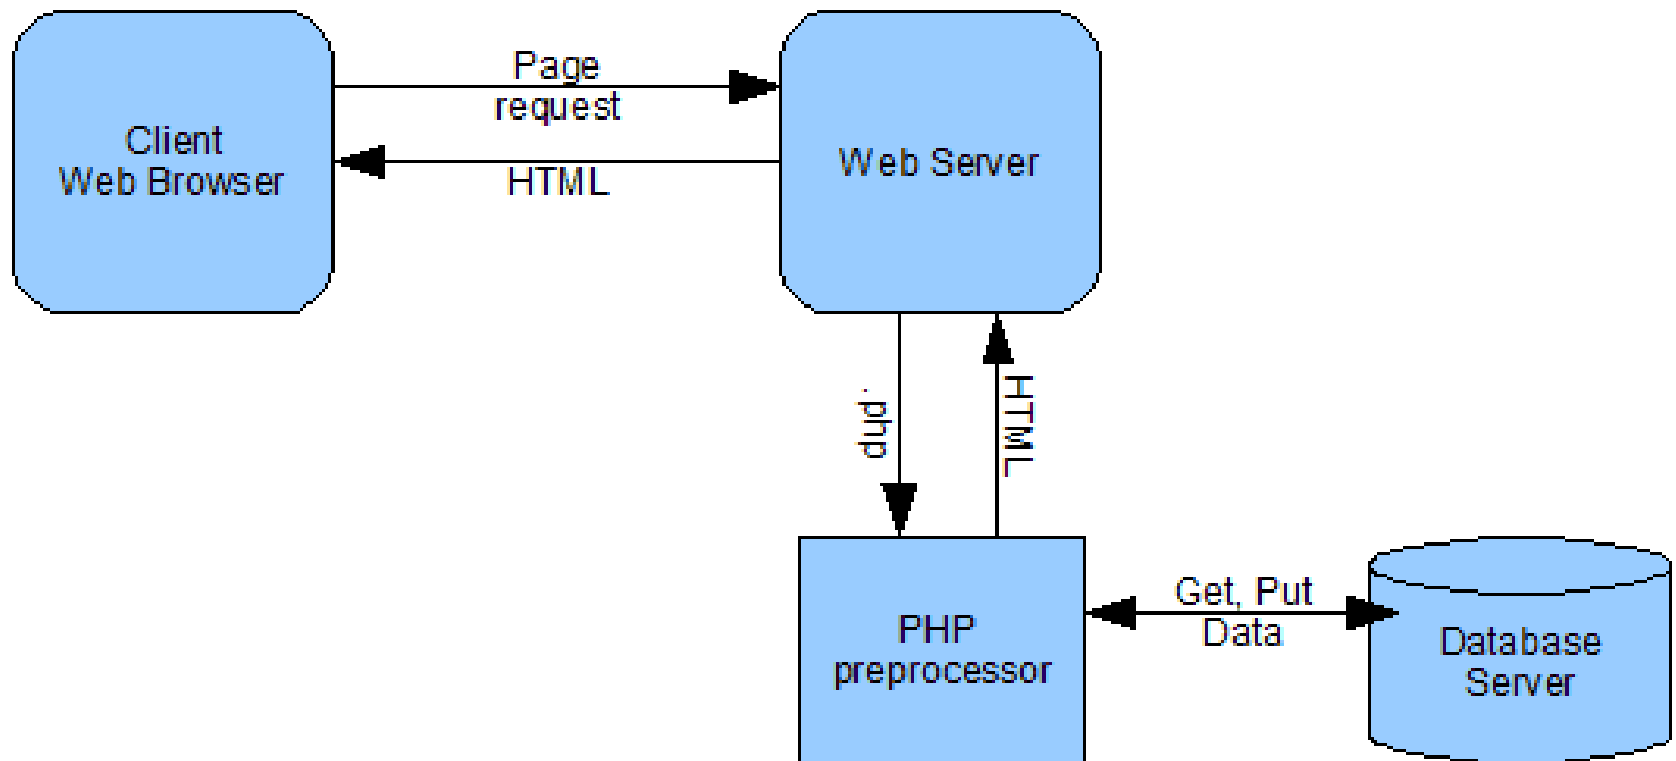 Client
Web Browser
Page
request
HTML
Web Server
.php
HTML
PHP
preprocessor
Get, Put
Data
Database
Server